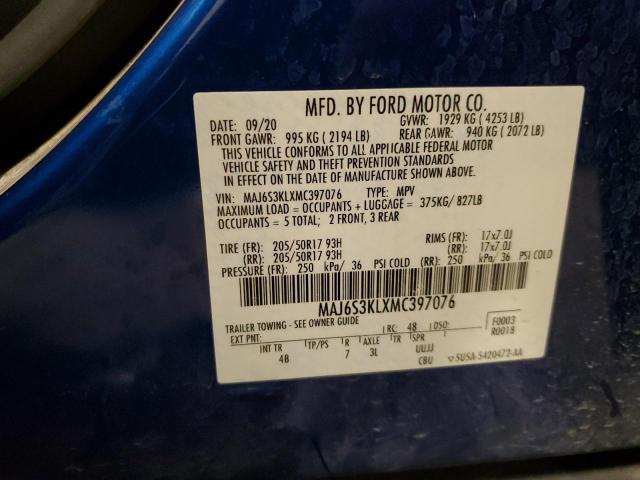 MFD. BY FORD MOTOR CO.
DATE: 09/20 GVWR: 1929 KG ( 4253 LB)
FRONT GAWR: 995 KG ( 2194 LB) REAR GAWR: 940 KG ( 2072 LB)
THIS VEHICLE CONFORMS TO ALL APPLICABLE FEDERAL MOTOR
VEHICLE SAFETY AND THEFT PREVENTION STANDARDS
IN EFFECT ON THE DATE OF MANUFACTURE SHOWN ABOVE.
VIN: MAJ6S3KLXMC397076 TYPE: MPV
MAXIMUM LOAD = OCCUPANTS + LUGGAGE = 375KG/ 827LB
OCCUPANTS = 5 TOTAL; 2 FRONT, 3 REAR
TIRE (FR): 205/50R17 93H RIMS (FR): 17x7.0J
(RR): 205/50R17 93H (RR): 17x7.0J
PRESSURE (FR): 250 kPa/ 36 PSI COLD (RR): 250 kPa/ 36 PSI COLD
MAJ6S3KLXMC397076
TRAILER TOWING - SEE OWNER GUIDE
EXT PNT: RC: 48 DSO: F0003
R0018
INT TR TP/PS R AXLE TR SPR
4B 7 3L UUJJ
CBU 5USA-S420472-AA